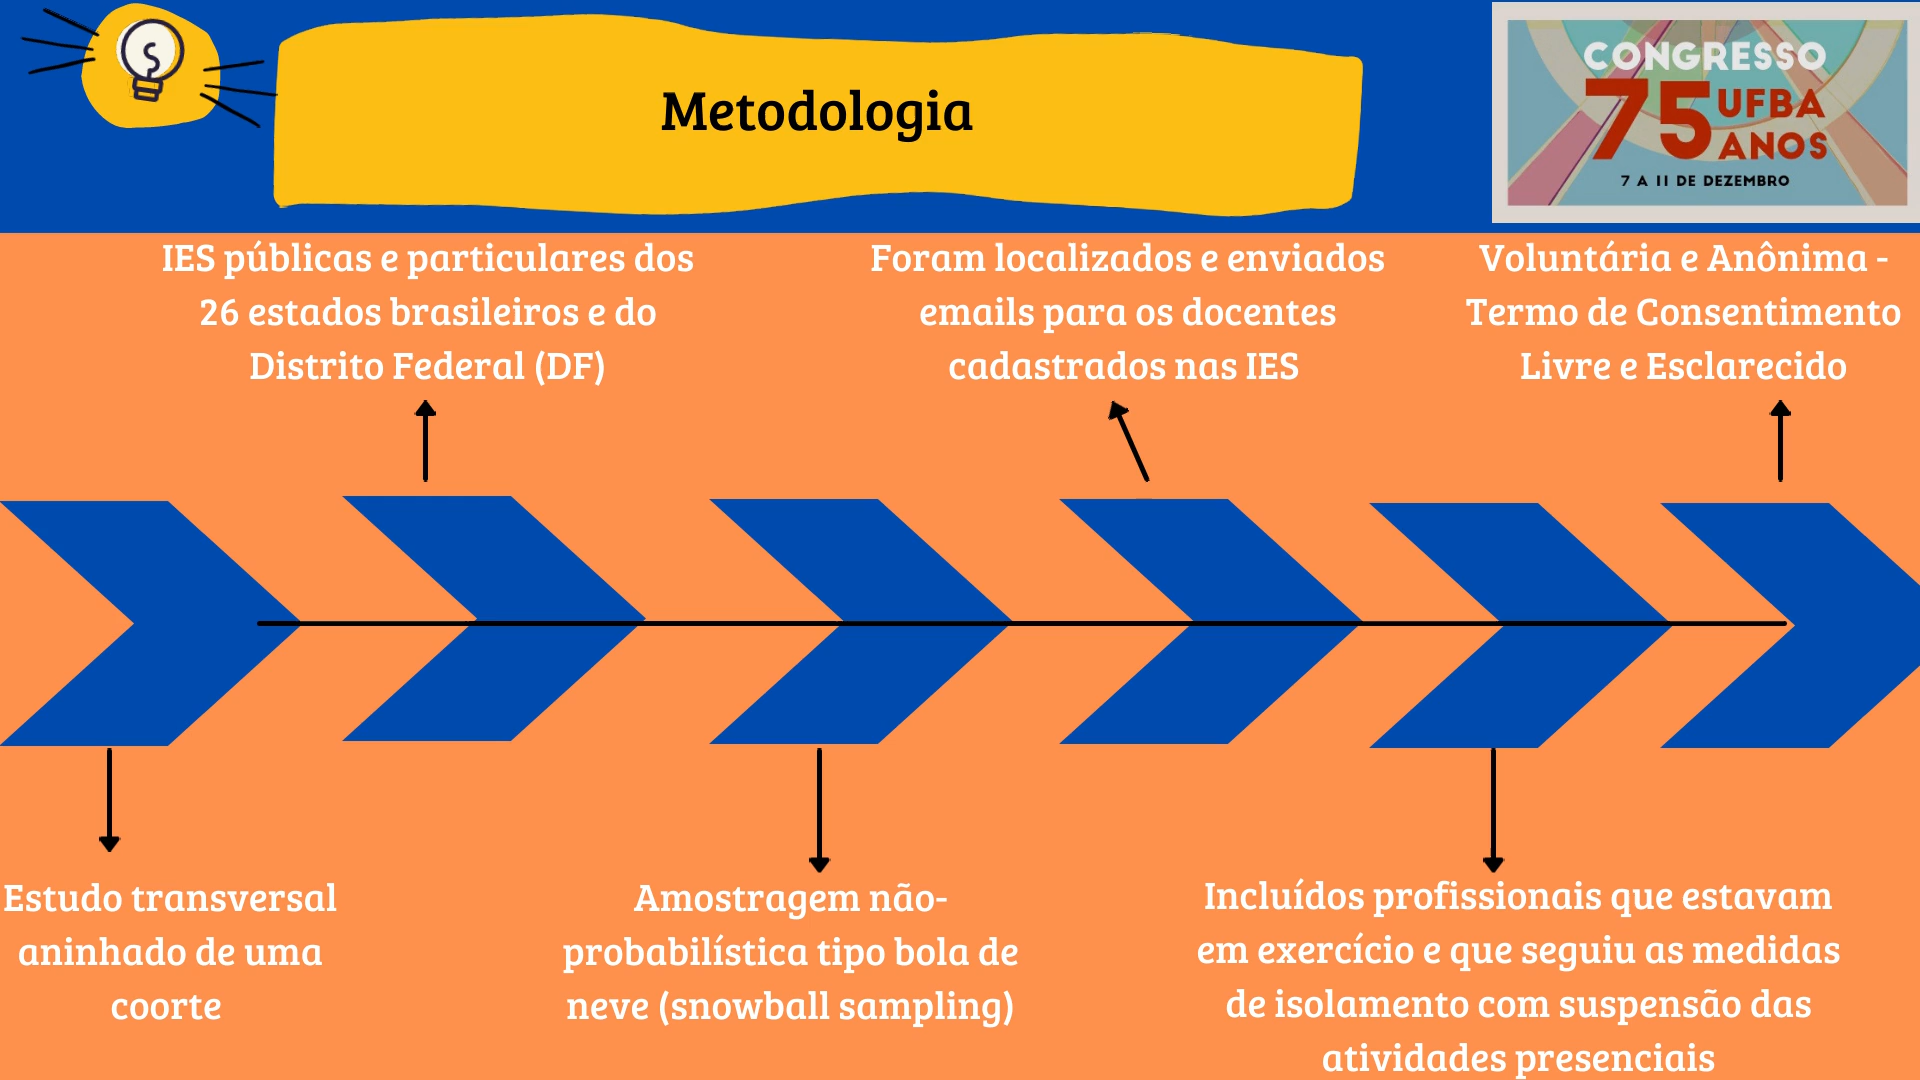 Metodologia
CONGRESSO
75 UFBA
ANOS
7 A 11 DE DEZEMBRO
IES públicas e particulares dos
26 estados brasileiros e do
Distrito Federal (DF)
Foram localizados e enviados
emails para os docentes
cadastrados nas IES
Voluntária e Anônima -
Termo de Consentimento
Livre e Esclarecido
Estudo transversal
aninhado de uma
coorte
Amostragem não-
probabilística tipo bola de
neve (snowball sampling)
Incluídos profissionais que estavam
em exercício e que seguiu as medidas
de isolamento com suspensão das
atividades presenciais